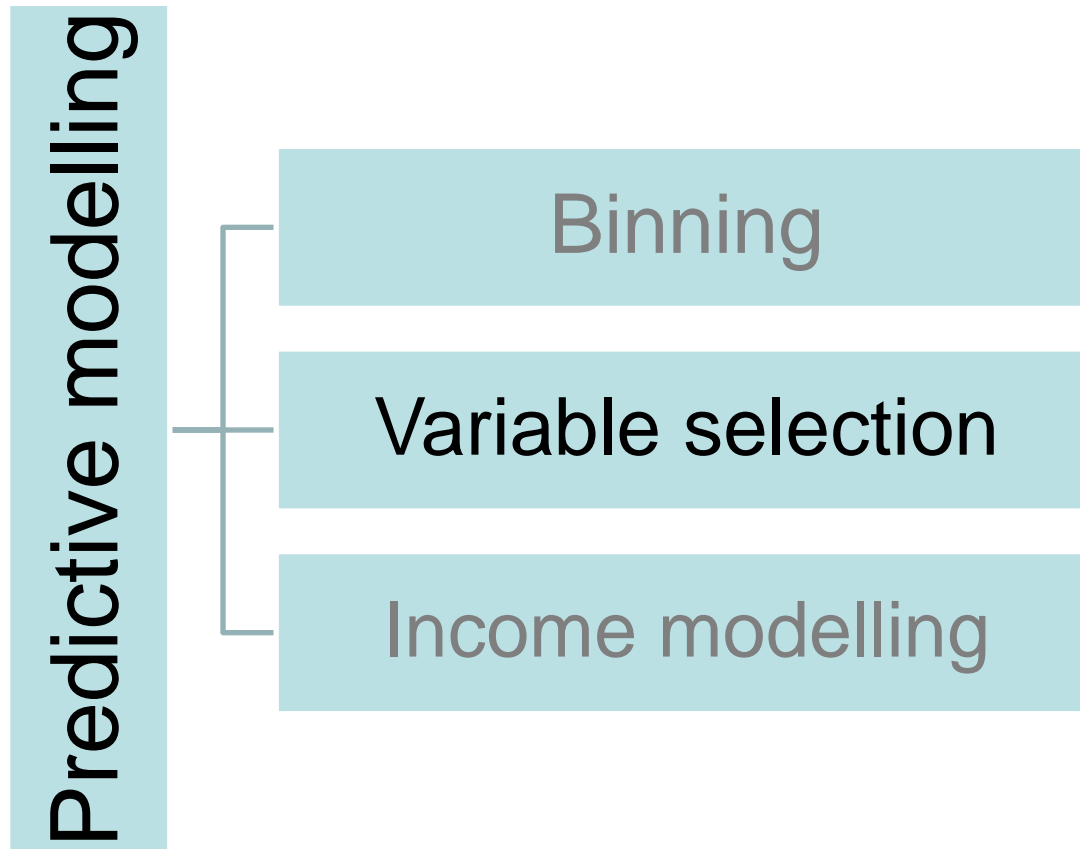 Predictive modelling
Binning
Variable selection
Income modelling